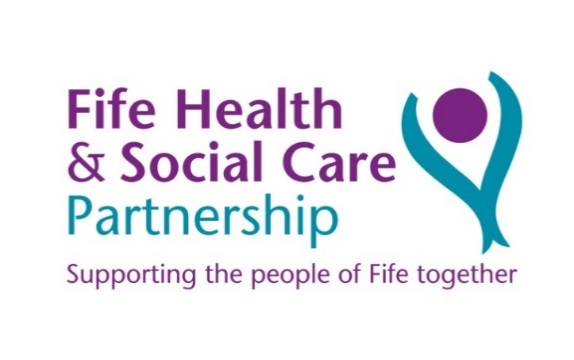 Fife Health
& Social Care
Partnership
Supporting the people of Fife together